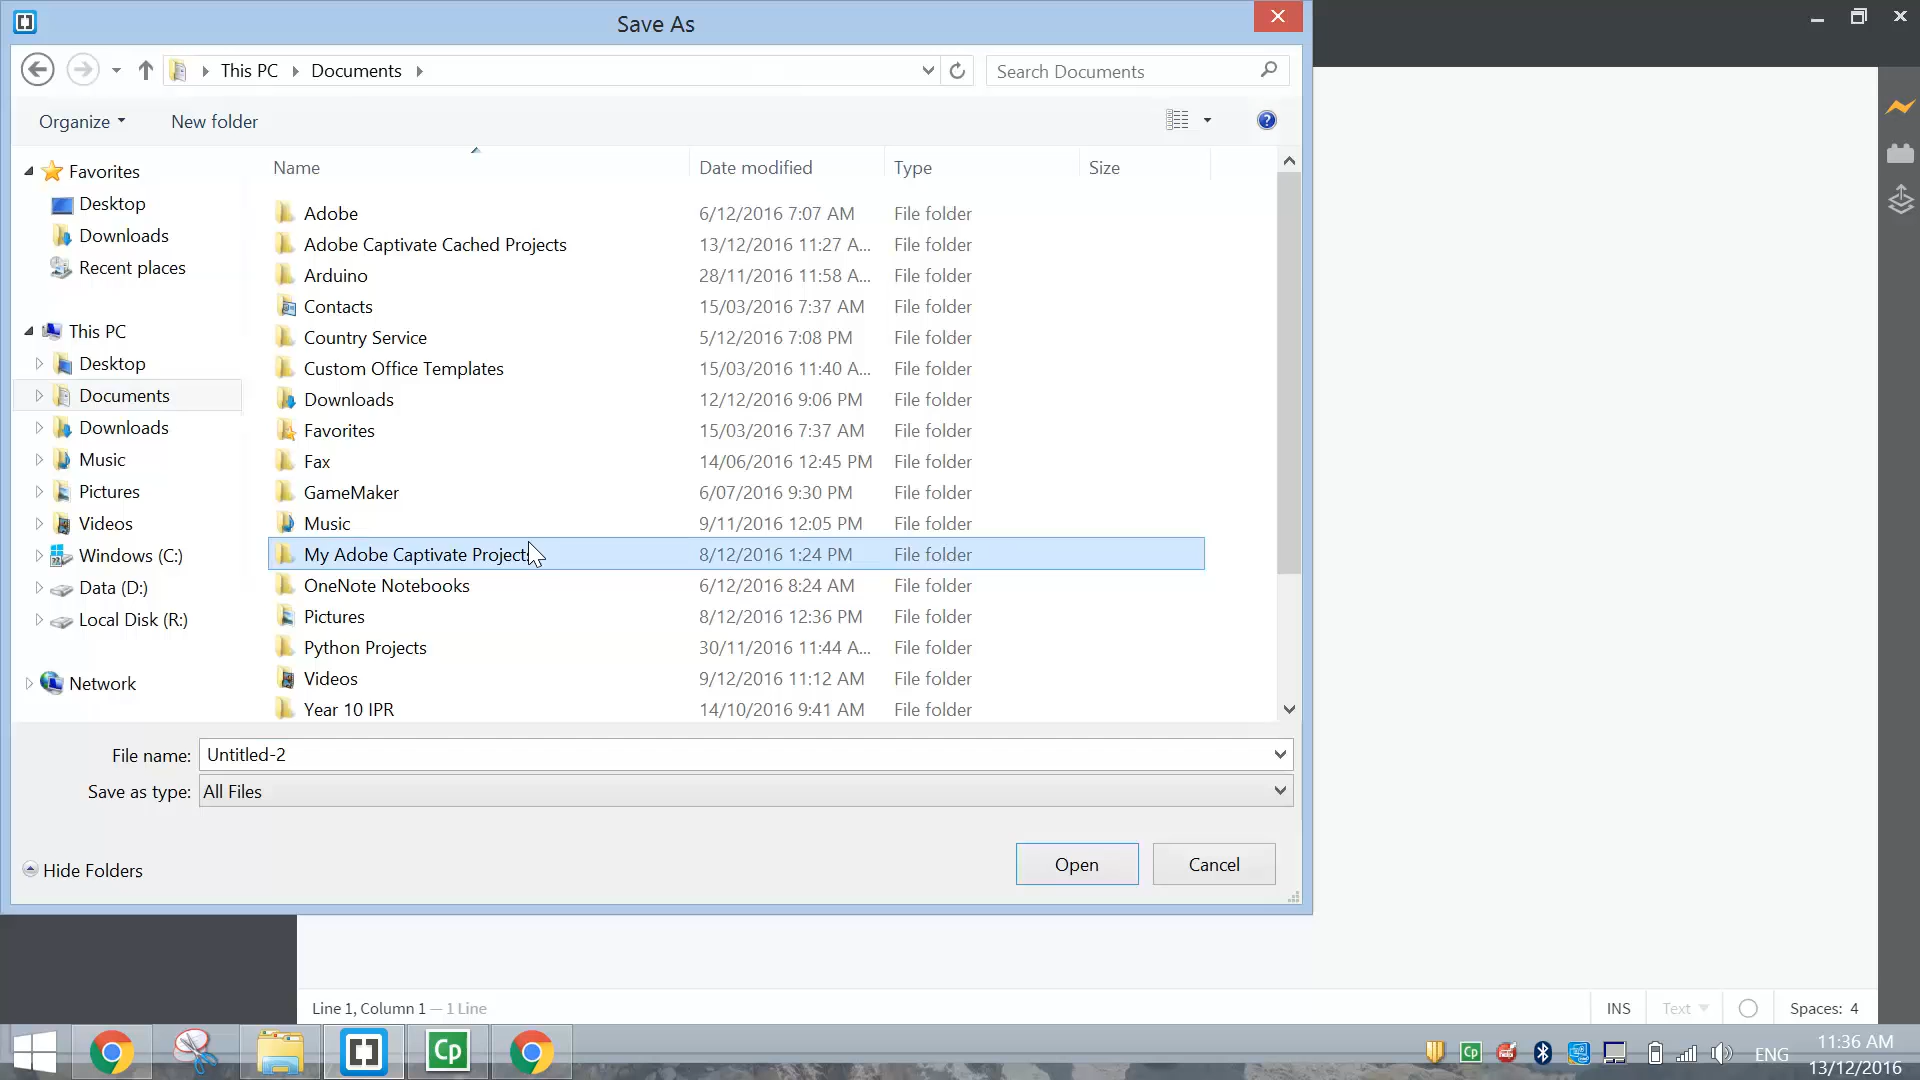 Save As
This PC
Documents
Search Documents
Organize
New folder
Name
Date modified
Type
Size
Favorites
Desktop
Downloads
Recent places
This PC
Desktop
Documents
Downloads
Music
Pictures
Videos
Windows (C:)
Data (D:)
Local Disk (R:)
Network
Adobe 6/12/2016 7:07 AM File folder
Adobe Captivate Cached Projects 13/12/2016 11:27 A... File folder
Arduino 28/11/2016 11:58 A... File folder
Contacts 15/03/2016 7:37 AM File folder
Country Service 5/12/2016 7:08 PM File folder
Custom Office Templates 15/03/2016 11:40 A... File folder
Downloads 12/12/2016 9:06 PM File folder
Favorites 15/03/2016 7:37 AM File folder
Fax 14/06/2016 12:45 PM File folder
GameMaker 6/07/2016 9:30 PM File folder
Music 9/11/2016 12:05 PM File folder
My Adobe Captivate Projects 8/12/2016 1:24 PM File folder
OneNote Notebooks 6/12/2016 8:24 AM File folder
Pictures 8/12/2016 12:36 PM File folder
Python Projects 30/11/2016 11:44 A... File folder
Videos 9/12/2016 11:12 AM File folder
Year 10 IPR 14/10/2016 9:41 AM File folder
File name: Untitled-2
Save as type: All Files
Hide Folders
Open
Cancel
Line 1, Column 1 — 1 Line
INS
Text
Spaces: 4
Cp
Cp
ENG
11:36 AM
13/12/2016